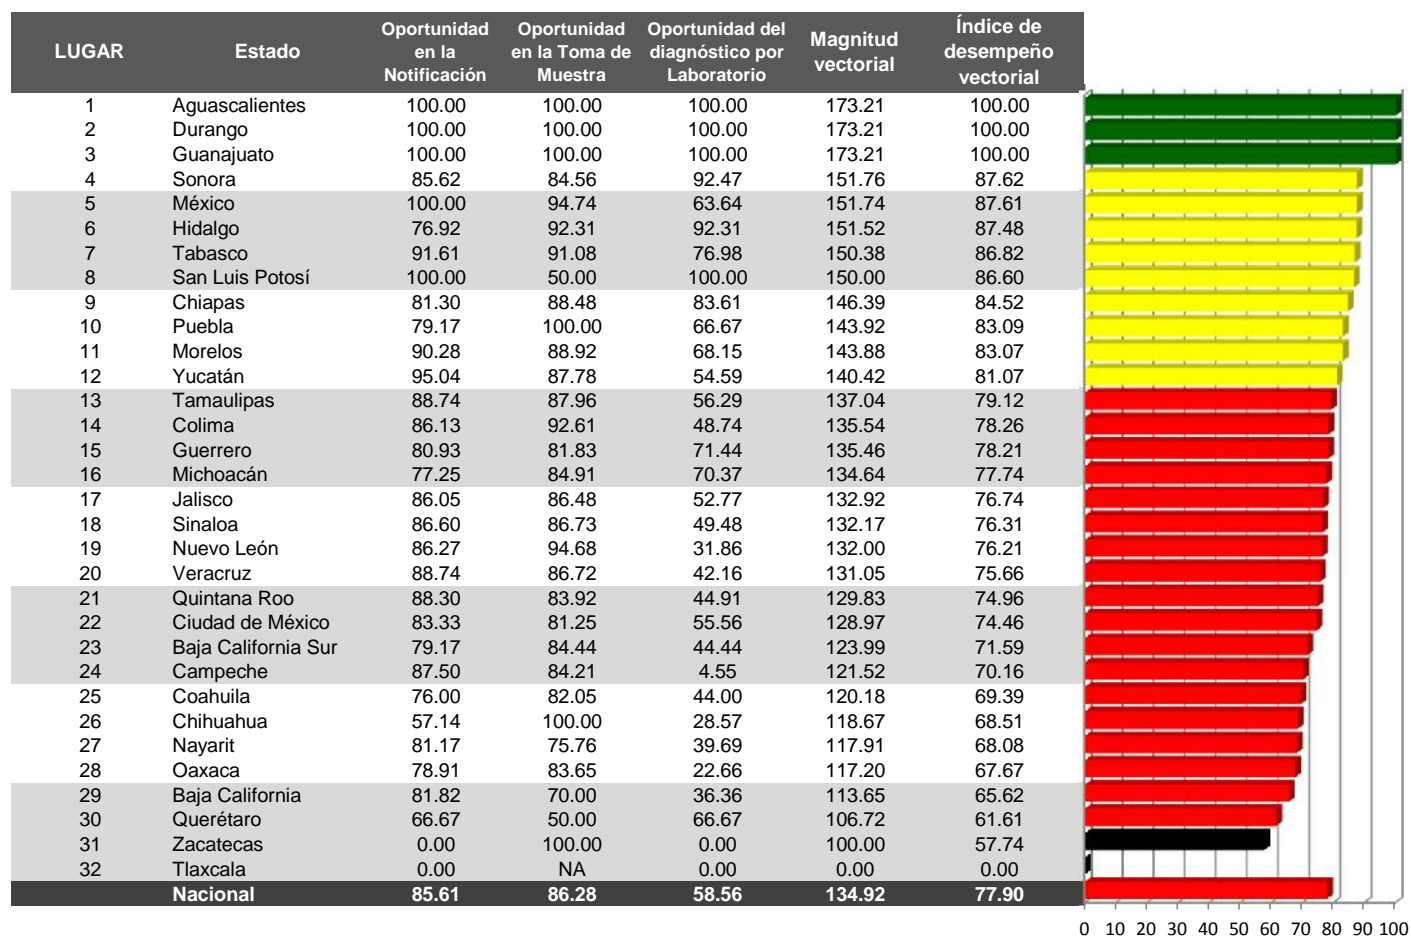 LUGAR Estado Oportunidad en la Notificación Oportunidad en la Toma de Muestra Oportunidad del diagnóstico por Laboratorio Magnitud vectorial Índice de desempeño vectorial
1 Aguascalientes 100.00 100.00 100.00 173.21 100.00
2 Durango 100.00 100.00 100.00 173.21 100.00
3 Guanajuato 100.00 100.00 100.00 173.21 100.00
4 Sonora 85.62 84.56 92.47 151.76 87.62
5 México 100.00 94.74 63.64 151.74 87.61
6 Hidalgo 76.92 92.31 92.31 151.52 87.48
7 Tabasco 91.61 91.08 76.98 150.38 86.82
8 San Luis Potosí 100.00 50.00 100.00 150.00 86.60
9 Chiapas 81.30 88.48 83.61 146.39 84.52
10 Puebla 79.17 100.00 66.67 143.92 83.09
11 Morelos 90.28 88.92 68.15 143.88 83.07
12 Yucatán 95.04 87.78 54.59 140.42 81.07
13 Tamaulipas 88.74 87.96 56.29 137.04 79.12
14 Colima 86.13 92.61 48.74 135.54 78.26
15 Guerrero 80.93 81.83 71.44 135.46 78.21
16 Michoacán 77.25 84.91 70.37 134.64 77.74
17 Jalisco 86.05 86.48 52.77 132.92 76.74
18 Sinaloa 86.60 86.73 49.48 132.17 76.31
19 Nuevo León 86.27 94.68 31.86 132.00 76.21
20 Veracruz 88.74 86.72 42.16 131.05 75.66
21 Quintana Roo 88.30 83.92 44.91 129.83 74.96
22 Ciudad de México 83.33 81.25 55.56 128.97 74.46
23 Baja California Sur 79.17 84.44 44.44 123.99 71.59
24 Campeche 87.50 84.21 4.55 121.52 70.16
25 Coahuila 76.00 82.05 44.00 120.18 69.39
26 Chihuahua 57.14 100.00 28.57 118.67 68.51
27 Nayarit 81.17 75.76 39.69 117.91 68.08
28 Oaxaca 78.91 83.65 22.66 117.20 67.67
29 Baja California 81.82 70.00 36.36 113.65 65.62
30 Querétaro 66.67 50.00 66.67 106.72 61.61
31 Zacatecas 0.00 100.00 0.00 100.00 57.74
32 Tlaxcala 0.00 NA 0.00 0.00 0.00
Nacional 85.61 86.28 58.56 134.92 77.90
0 10 20 30 40 50 60 70 80 90 100